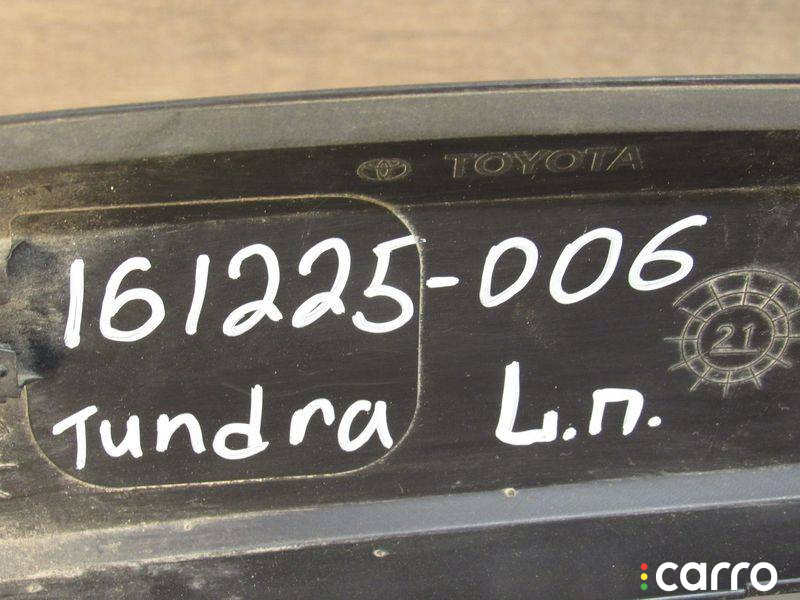 TOYOTA
161225-006
21
Tundra L.п.
carro